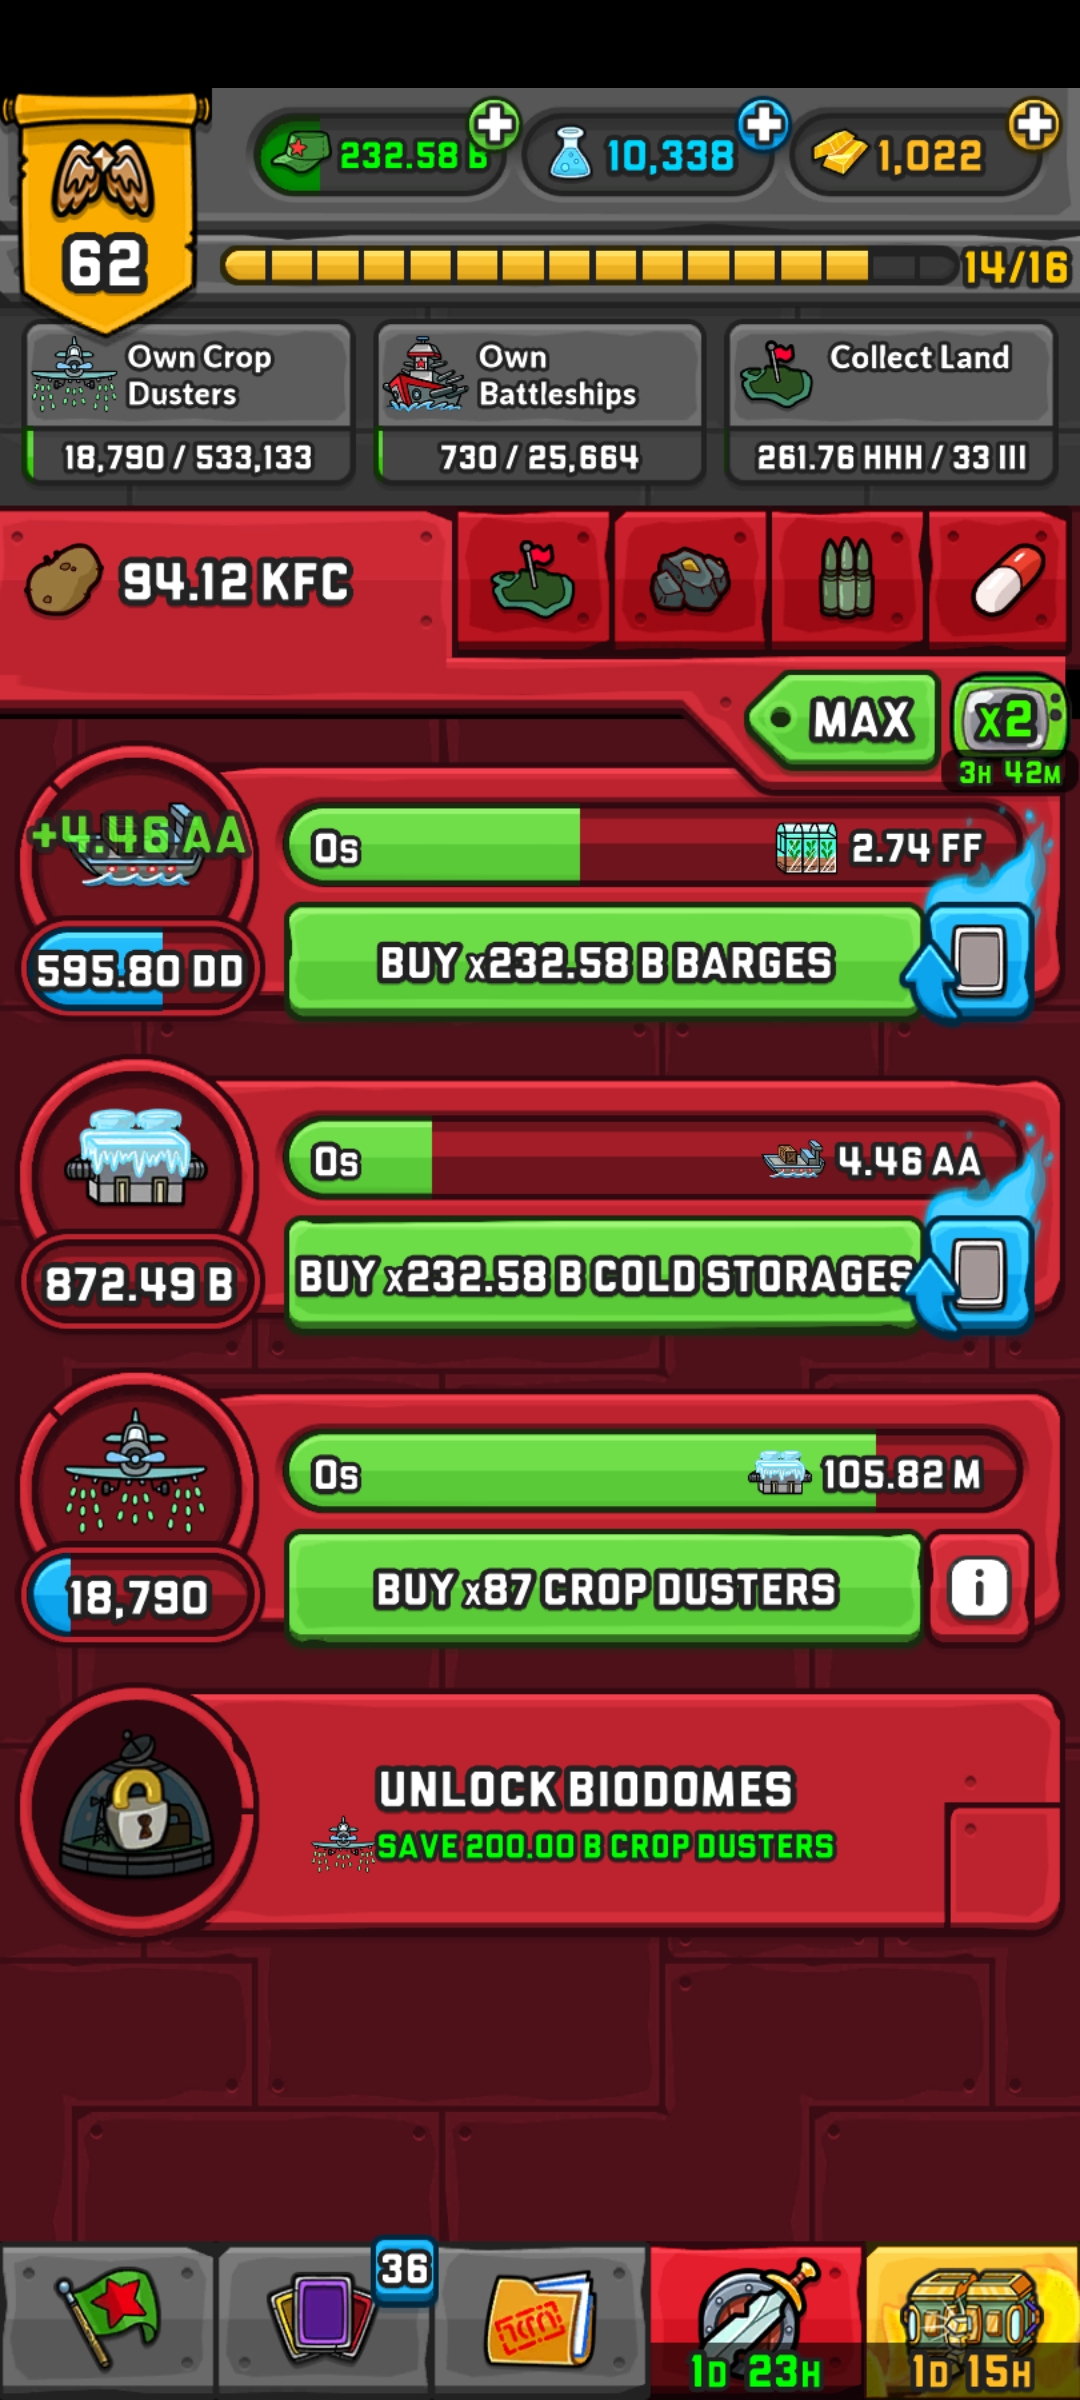 232.58 B
10,338
1,022
62
14/16
Own Crop
Dusters
18,790 / 533,133
Own
Battleships
730 / 25,664
Collect Land
261.76 HHH / 33 III
94.12 KFC
MAX
x2
3H 42M
+4.46 AA
0s
2.74 FF
595.80 DD
BUY x232.58 B BARGES
0s
4.46 AA
872.49 B
BUY x232.58 B COLD STORAGES
0s
105.82 M
18,790
BUY x87 CROP DUSTERS
i
UNLOCK BIODOMES
SAVE 200.00 B CROP DUSTERS
36
1D 23H
1D 15H